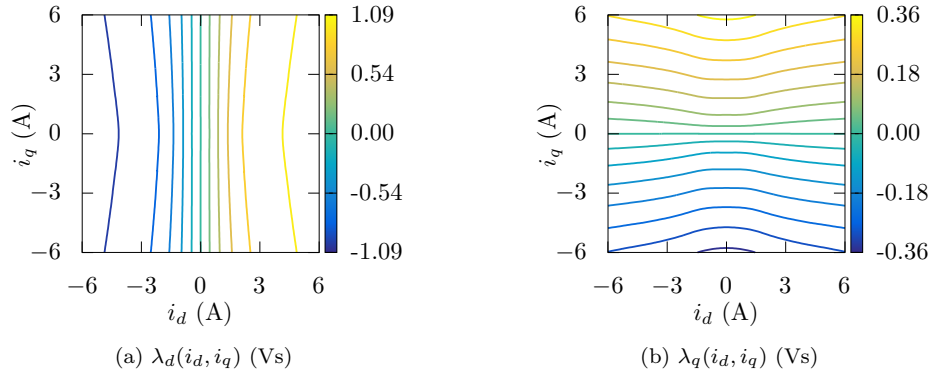 6
3
0
−3
−6
i_q (A)
−6 −3 0 3 6
i_d (A)
1.09
0.54
0.00
-0.54
-1.09
(a) λ_d(i_d, i_q) (Vs)
6
3
0
−3
−6
i_q (A)
−6 −3 0 3 6
i_d (A)
0.36
0.18
0.00
-0.18
-0.36
(b) λ_q(i_d, i_q) (Vs)